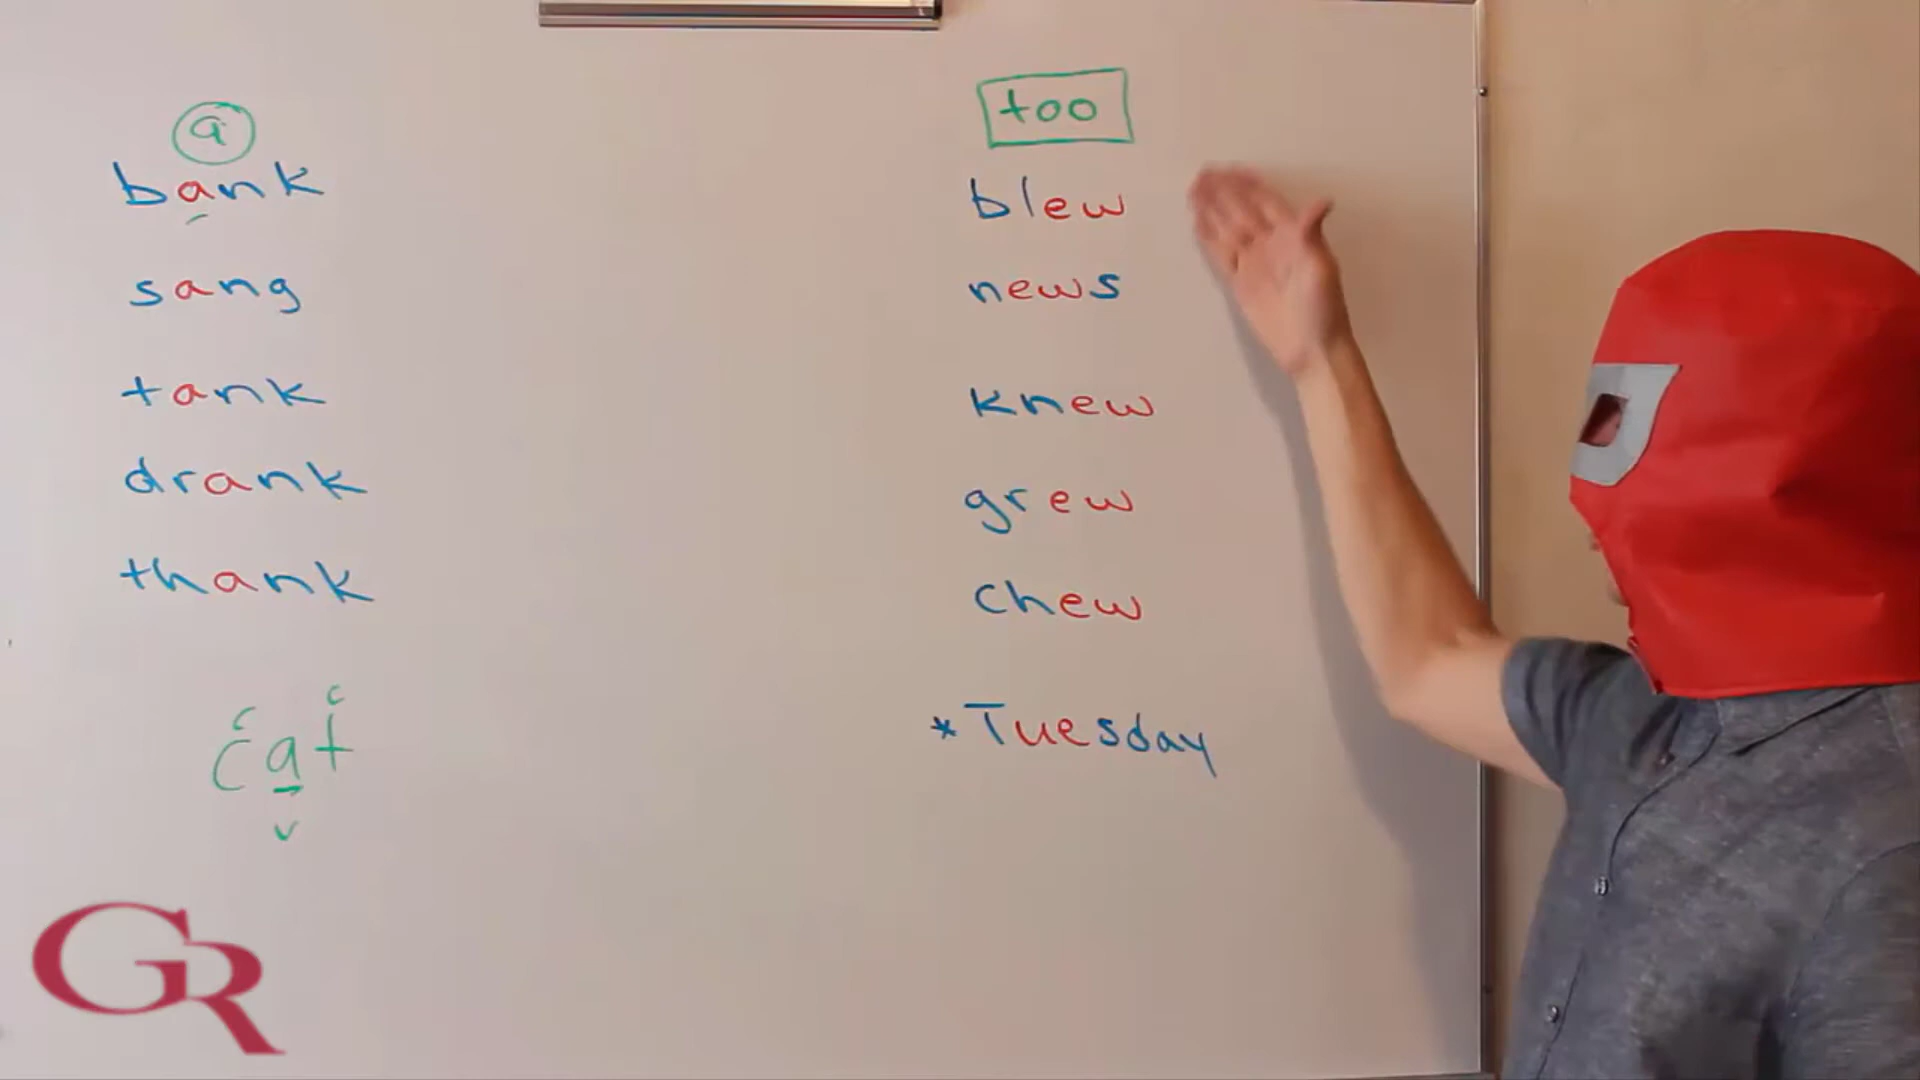 a
bank
sang
tank
drank
thank
c c
cat
v
too
blew
news
knew
grew
chew
*Tuesday
GR